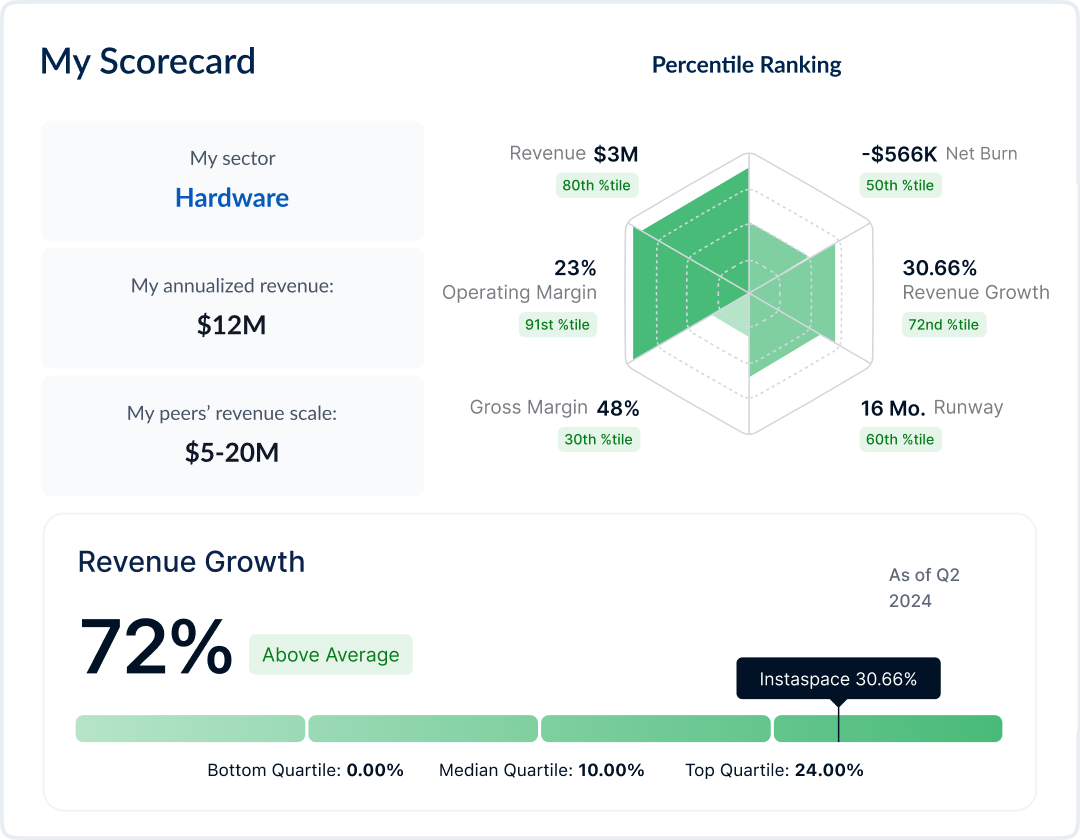 My Scorecard
My sector
Hardware
My annualized revenue:
$12M
My peers’ revenue scale:
$5-20M
Percentile Ranking
Revenue $3M
80th %tile
-$566K Net Burn
50th %tile
23%
Operating Margin
91st %tile
30.66%
Revenue Growth
72nd %tile
Gross Margin 48%
30th %tile
16 Mo. Runway
60th %tile
Revenue Growth
As of Q2
2024
72% Above Average
Instaspace 30.66%
Bottom Quartile: 0.00% Median Quartile: 10.00% Top Quartile: 24.00%